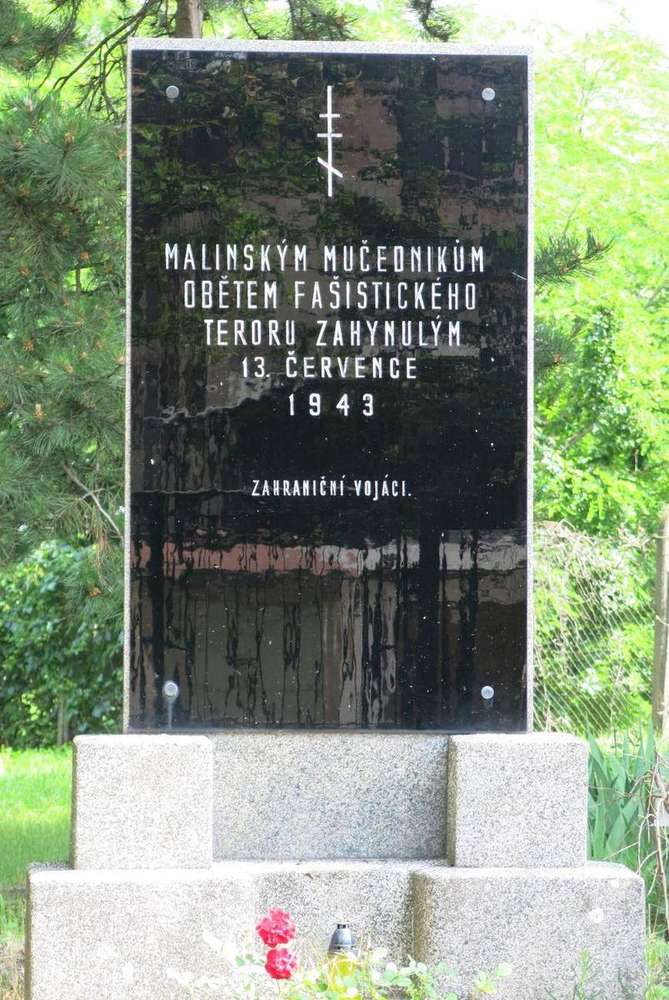 MALINSKÝM MUČEDNIKŮM
OBĚTEM FAŠISTICKÉHO
TERORU ZAHYNULÝM
13. ČERVENCE
1943
ZAHRANIČNÍ VOJÁCI.